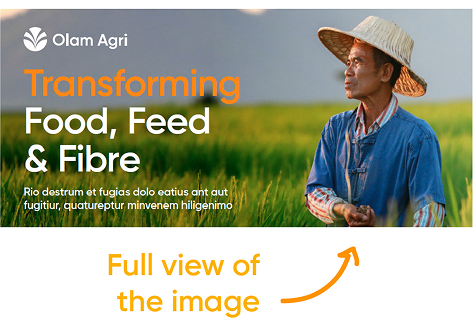 Olam Agri
Transforming
Food, Feed
& Fibre
Rio destrum et fugias dolo eatius ant aut
fugitiur, quatureptur minvenem hiligenimo
Full view of
the image